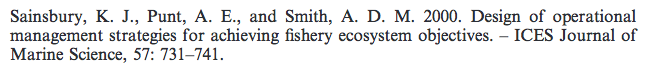 Sainsbury, K. J., Punt, A. E., and Smith, A. D. M. 2000. Design of operational
management strategies for achieving fishery ecosystem objectives. – ICES Journal of
Marine Science, 57: 731–741.